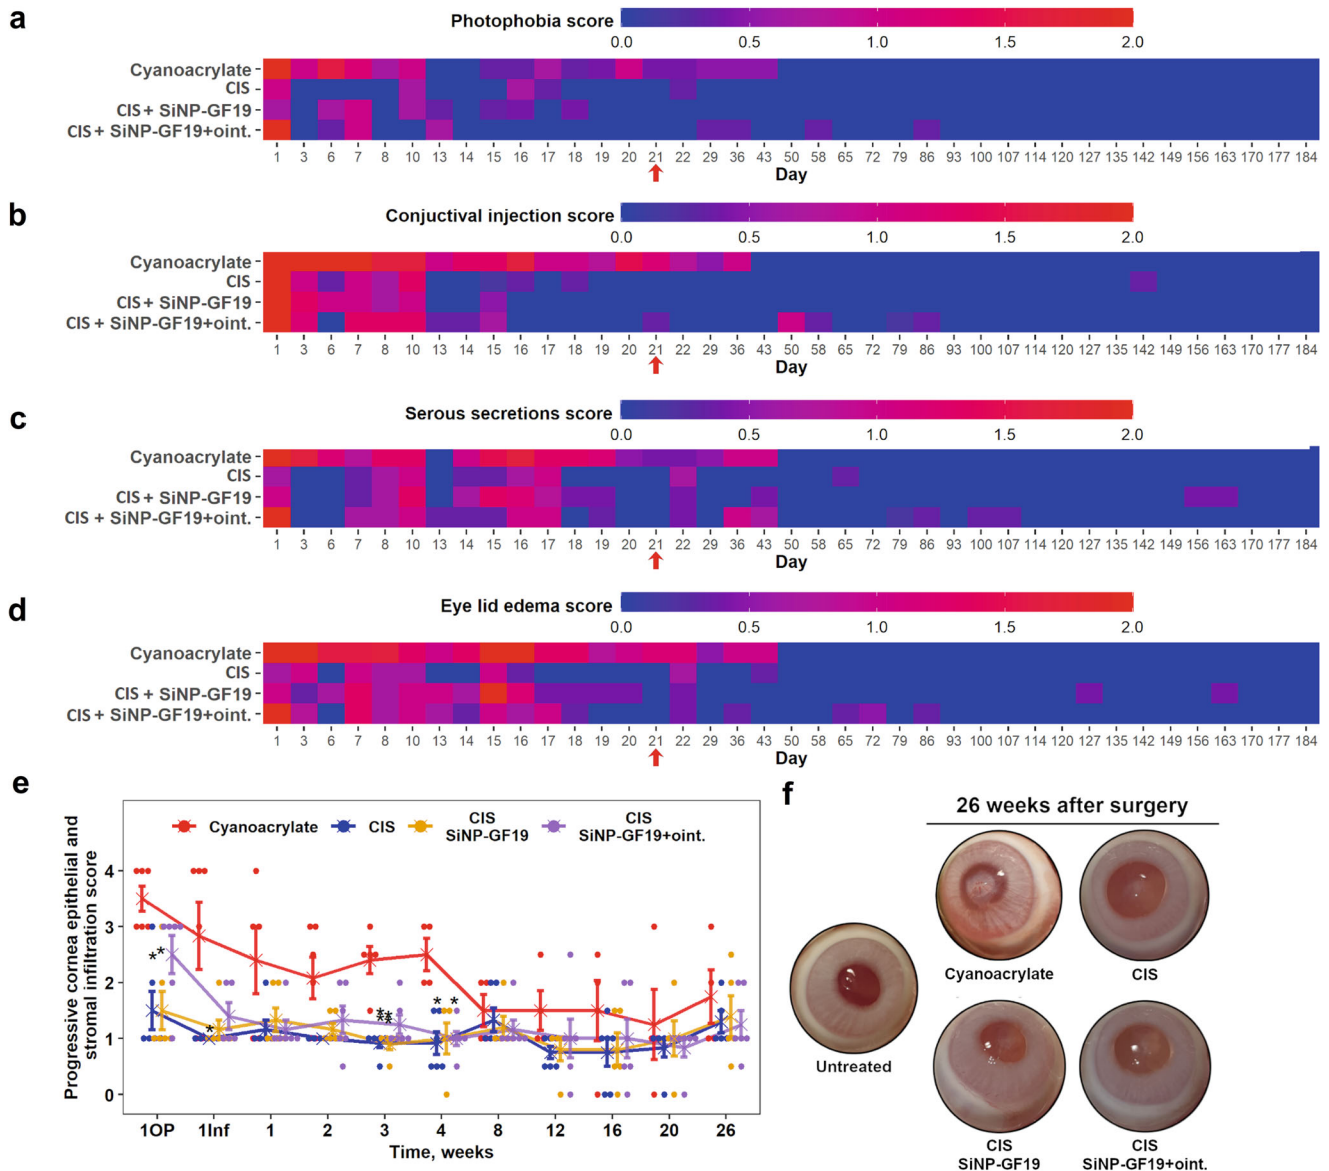 a
Photophobia score
0.0 0.5 1.0 1.5 2.0
Cyanoacrylate
CIS
CIS + SiNP-GF19
CIS + SiNP-GF19+oint.
1 3 6 7 8 10 13 14 15 16 17 18 19 20 21 22 29 36 43 50 58 65 72 79 86 93 100 107 114 120 127 135 142 149 156 163 170 177 184
Day
b
Conjuctival injection score
0.0 0.5 1.0 1.5 2.0
Cyanoacrylate
CIS
CIS + SiNP-GF19
CIS + SiNP-GF19+oint.
1 3 6 7 8 10 13 14 15 16 17 18 19 20 21 22 29 36 43 50 58 65 72 79 86 93 100 107 114 120 127 135 142 149 156 163 170 177 184
Day
c
Serous secretions score
0.0 0.5 1.0 1.5 2.0
Cyanoacrylate
CIS
CIS + SiNP-GF19
CIS + SiNP-GF19+oint.
1 3 6 7 8 10 13 14 15 16 17 18 19 20 21 22 29 36 43 50 58 65 72 79 86 93 100 107 114 120 127 135 142 149 156 163 170 177 184
Day
d
Eye lid edema score
0.0 0.5 1.0 1.5 2.0
Cyanoacrylate
CIS
CIS + SiNP-GF19
CIS + SiNP-GF19+oint.
1 3 6 7 8 10 13 14 15 16 17 18 19 20 21 22 29 36 43 50 58 65 72 79 86 93 100 107 114 120 127 135 142 149 156 163 170 177 184
Day
e
Progressive cornea epithelial and
stromal infiltration score
Cyanoacrylate
CIS
CIS
SiNP-GF19
CIS
SiNP-GF19+oint.
4
3
2
1
0
**
*
**
**
* *
1OP 1Inf 1 2 3 4 8 12 16 20 26
Time, weeks
f
26 weeks after surgery
Untreated
Cyanoacrylate
CIS
CIS
SiNP-GF19
CIS
SiNP-GF19+oint.